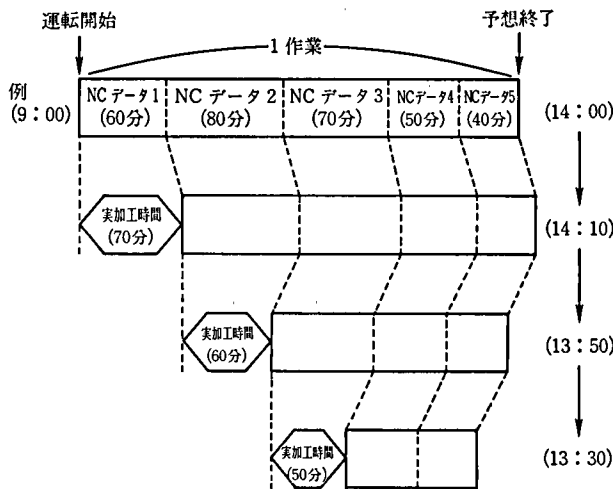 運転開始
予想終了
1作業
例
(9:00)
NCデータ1
(60分)
NCデータ2
(80分)
NCデータ3
(70分)
NCデータ4
(50分)
NCデータ5
(40分)
(14:00)
実加工時間
(70分)
(14:10)
実加工時間
(60分)
(13:50)
実加工時間
(50分)
(13:30)